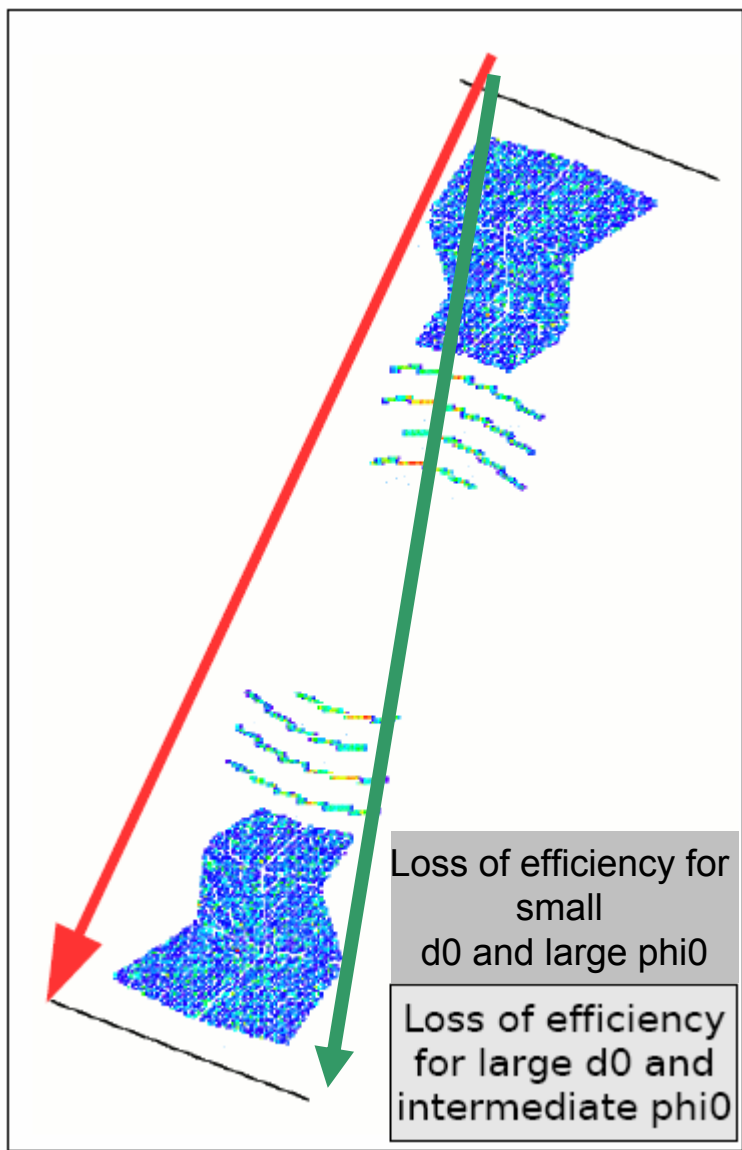 Loss of efficiency for
small
d0 and large phi0
Loss of efficiency
for large d0 and
intermediate phi0